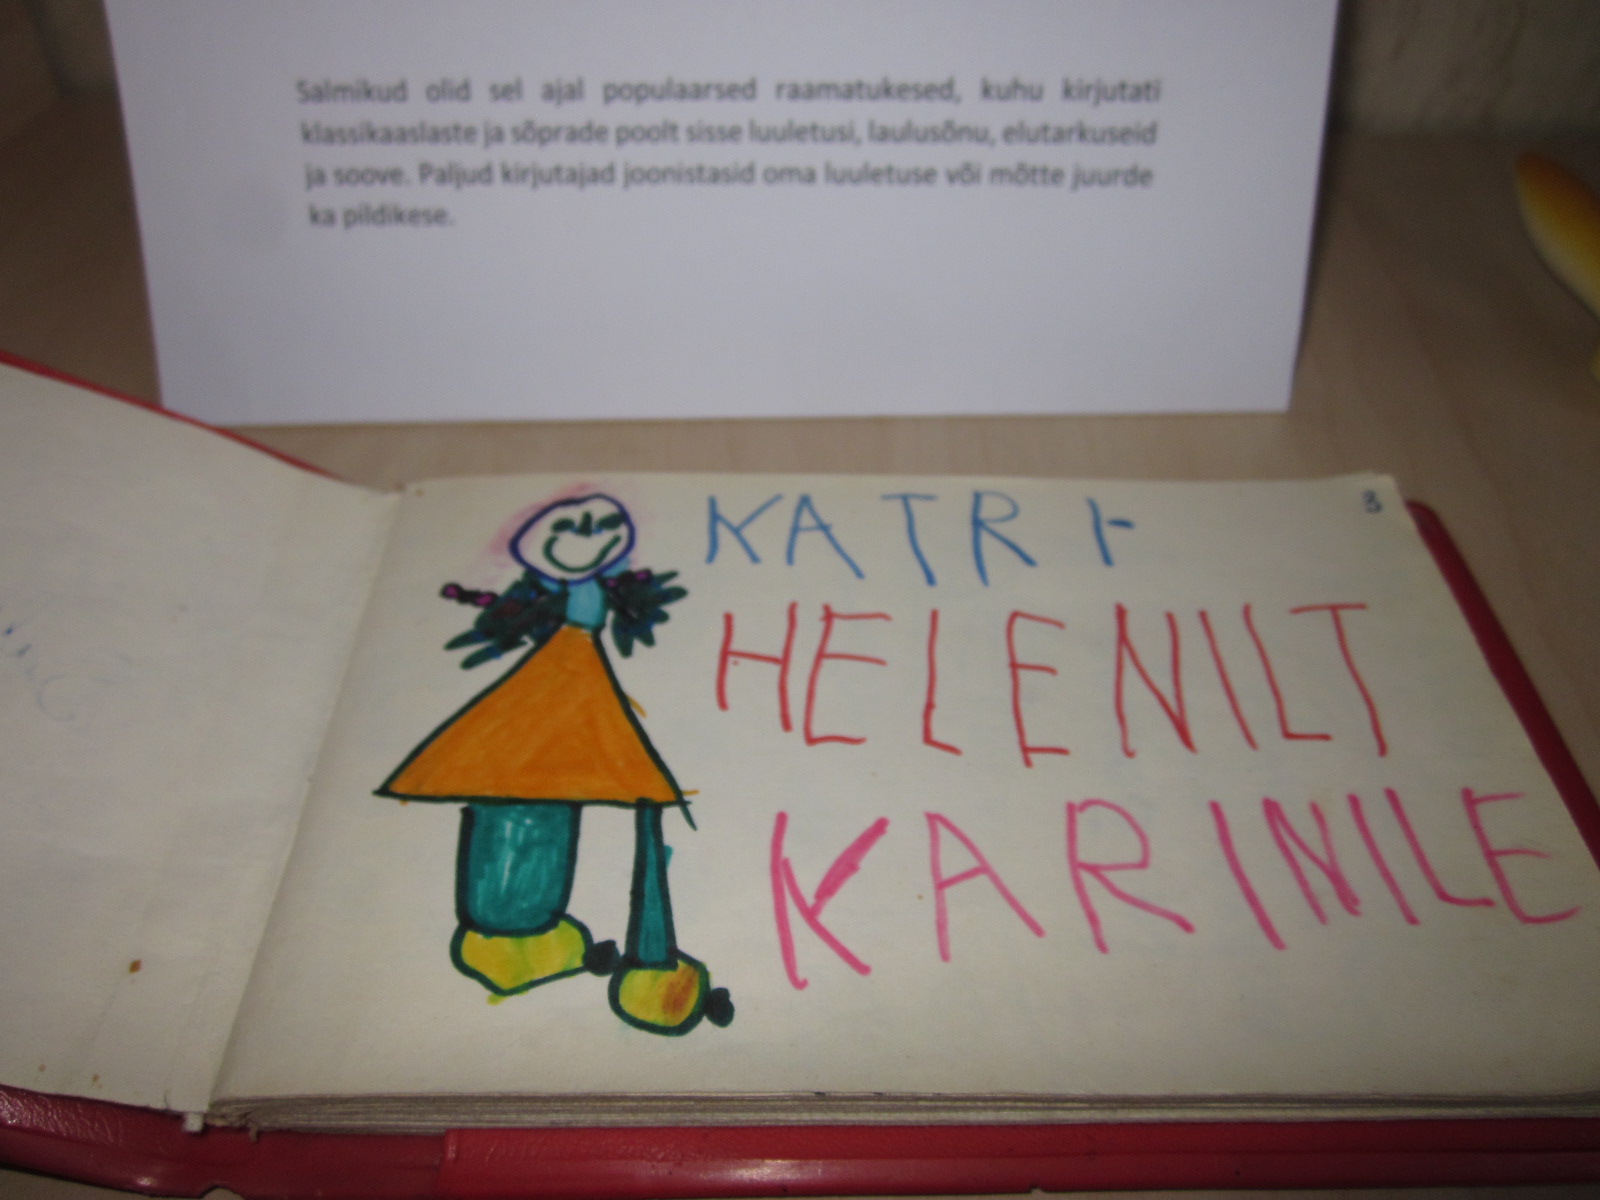 Salmikud olid sel ajal populaarsed raamatukesed, kuhu kirjutati
klassikaaslaste ja sõprade poolt sisse luuletusi, laulusõnu, elutarkuseid
ja soove. Paljud kirjutajad joonistasid oma luuletuse või mõtte juurde
ka pildikese.
3
KATRI-
HELENILT
KARINILE